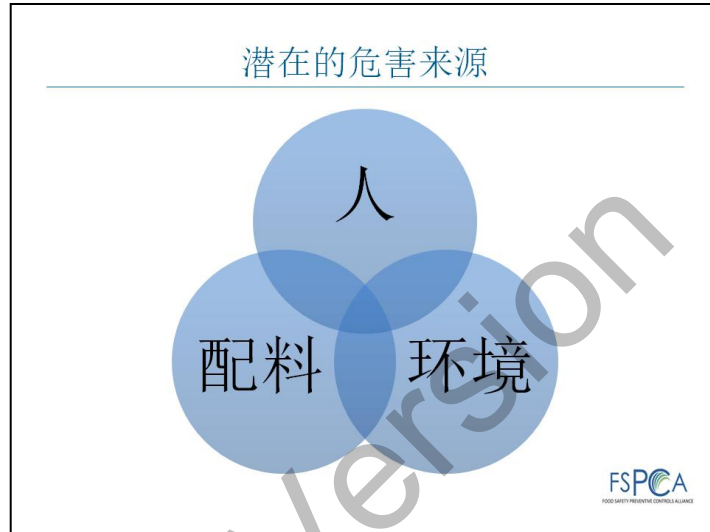 潜在的危害来源
人
配料
环境
Version
FSPCA
FOOD SAFETY PREVENTIVE CONTROLS ALLIANCE